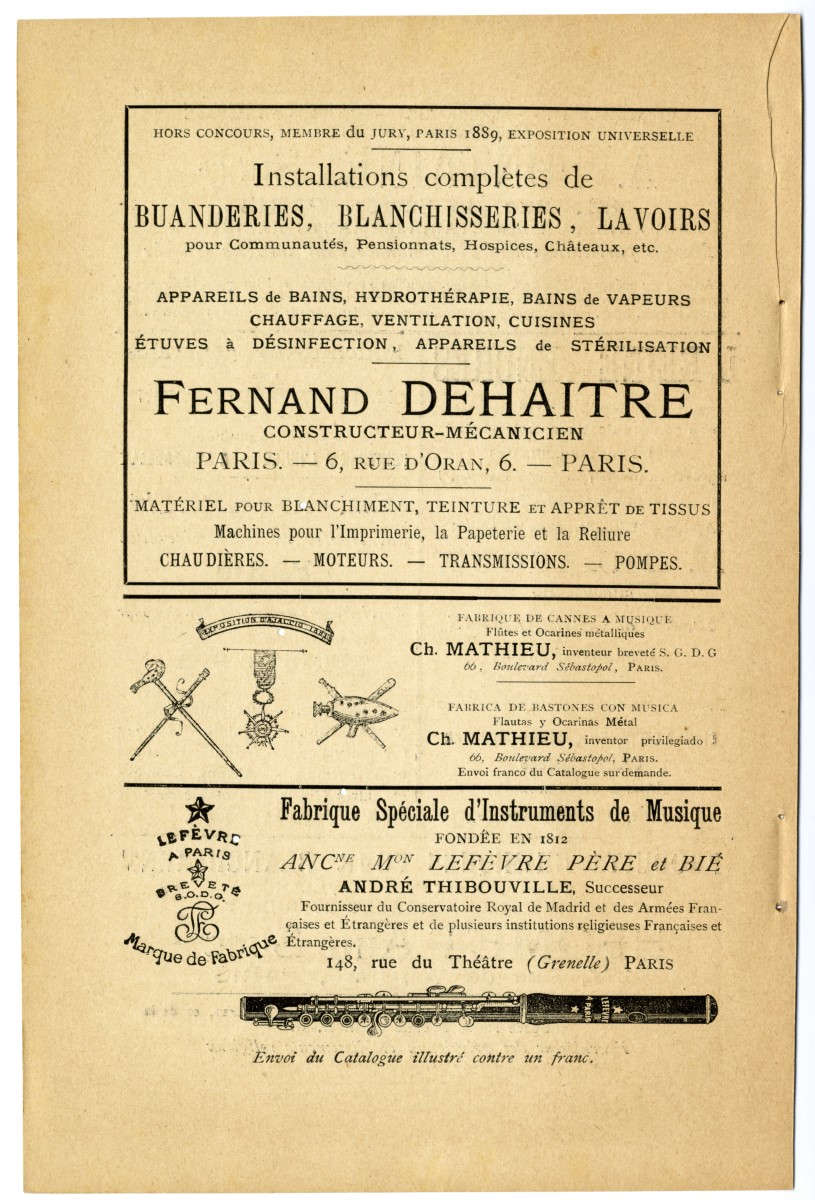 HORS CONCOURS, MEMBRE du JURY, PARIS 1889, EXPOSITION UNIVERSELLE
Installations complètes de
BUANDERIES, BLANCHISSERIES, LAVOIRS
pour Communautés, Pensionnats, Hospices, Châteaux, etc.
APPAREILS de BAINS, HYDROTHÉRAPIE, BAINS de VAPEURS
CHAUFFAGE, VENTILATION, CUISINES
ÉTUVES à DÉSINFECTION, APPAREILS de STÉRILISATION
FERNAND DEHAITRE
CONSTRUCTEUR-MÉCANICIEN
PARIS. — 6, RUE D'ORAN, 6. — PARIS.
MATÉRIEL POUR BLANCHIMENT, TEINTURE ET APPRÊT DE TISSUS
Machines pour l'Imprimerie, la Papeterie et la Reliure
CHAUDIÈRES. — MOTEURS. — TRANSMISSIONS. — POMPES.
EXPOSITION D'AJACCIO
FABRIQUE DE CANNES A MUSIQUE
Flûtes et Ocarines métalliques
Ch. MATHIEU, inventeur breveté S. G. D. G
66, Boulevard Sébastopol, PARIS.
FABRICA DE BASTONES CON MUSICA
Flautas y Ocarinas Métal
Ch. MATHIEU, inventor privilegiado
66, Boulevard Sébastopol, PARIS.
Envoi franco du Catalogue sur demande.
LEFÈVRE
A PARIS
BREVETÉ
S.G.D.G.
Marque de Fabrique
Fabrique Spéciale d'Instruments de Musique
FONDÉE EN 1812
ANCNE MON LEFÈVRE PÈRE et BIÉ
ANDRÉ THIBOUVILLE, Successeur
Fournisseur du Conservatoire Royal de Madrid et des Armées Fran-
çaises et Étrangères et de plusieurs institutions religieuses Françaises et
Étrangères.
148, rue du Théâtre (Grenelle) PARIS
LEFÈVRE
A PARIS
Envoi du Catalogue illustré contre un franc.